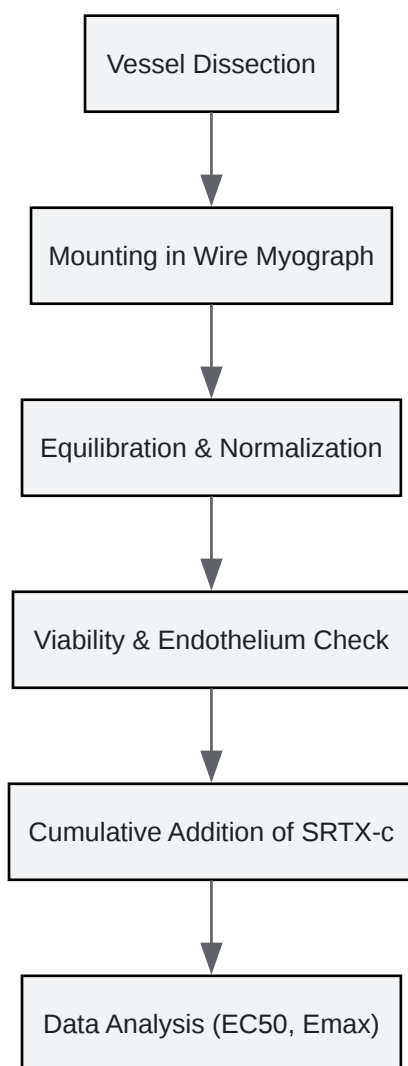 Vessel Dissection
Mounting in Wire Myograph
Equilibration & Normalization
Viability & Endothelium Check
Cumulative Addition of SRTX-c
Data Analysis (EC50, Emax)